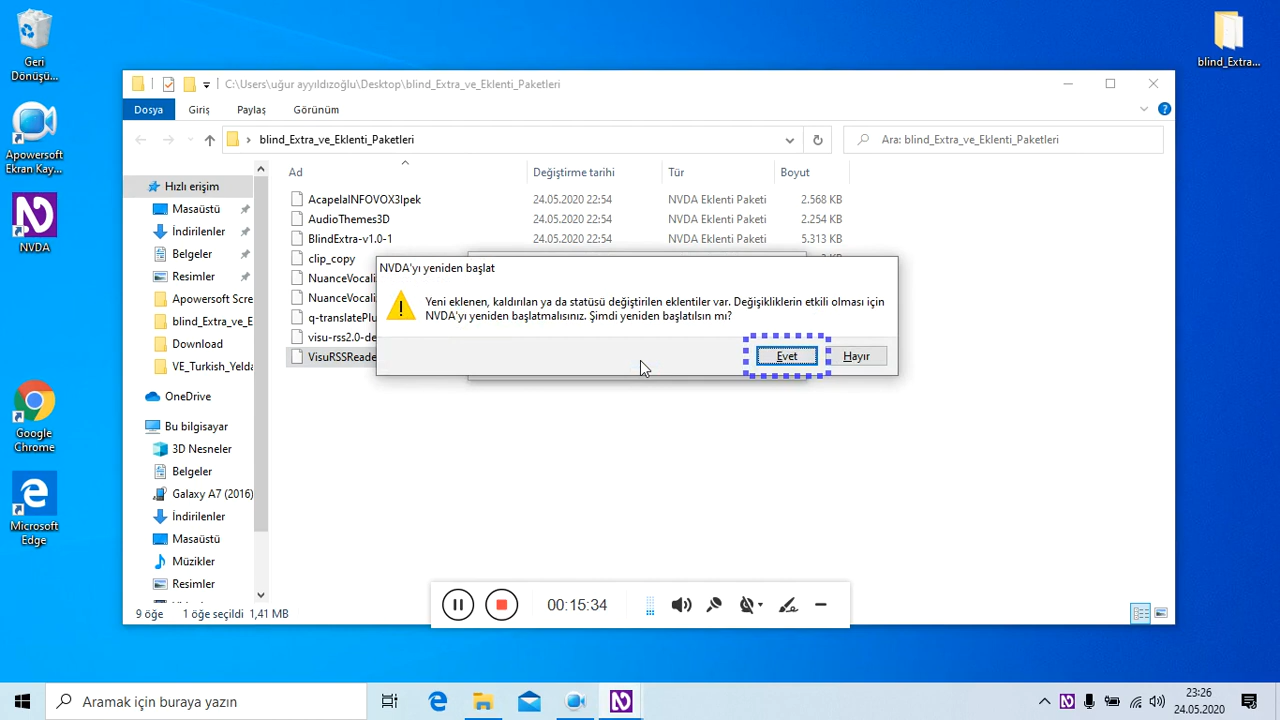 Geri
Dönüşü...
Apowersoft
Ekran Kay...
NVDA
Google
Chrome
Microsoft
Edge
blind_Extra...
C:\Users\uğur ayyıldızoğlu\Desktop\blind_Extra_ve_Eklenti_Paketleri
Dosya
Giriş
Paylaş
Görünüm
blind_Extra_ve_Eklenti_Paketleri
Ara: blind_Extra_ve_Eklenti_Paketleri
Hızlı erişim
Masaüstü
İndirilenler
Belgeler
Resimler
Apowersoft Scre
blind_Extra_ve_E
Download
VE_Turkish_Yelda
OneDrive
Bu bilgisayar
3D Nesneler
Belgeler
Galaxy A7 (2016)
İndirilenler
Masaüstü
Müzikler
Resimler
Ad Değiştirme tarihi Tür Boyut
AcapelaINFOVOX3Ipek 24.05.2020 22:54 NVDA Eklenti Paketi 2.568 KB
AudioThemes3D 24.05.2020 22:54 NVDA Eklenti Paketi 2.254 KB
BlindExtra-v1.0-1 24.05.2020 22:54 NVDA Eklenti Paketi 5.313 KB
clip_copy
NuanceVocali
NuanceVocali
q-translatePlu
visu-rss2.0-de
VisuRSSReade
NVDA'yı yeniden başlat
Yeni eklenen, kaldırılan ya da statüsü değiştirilen eklentiler var. Değişikliklerin etkili olması için
NVDA'yı yeniden başlatmalısınız. Şimdi yeniden başlatılsın mı?
Evet
Hayır
9 öğe 1 öğe seçildi 1,41 MB
00:15:34
Aramak için buraya yazın
23:26
24.05.2020